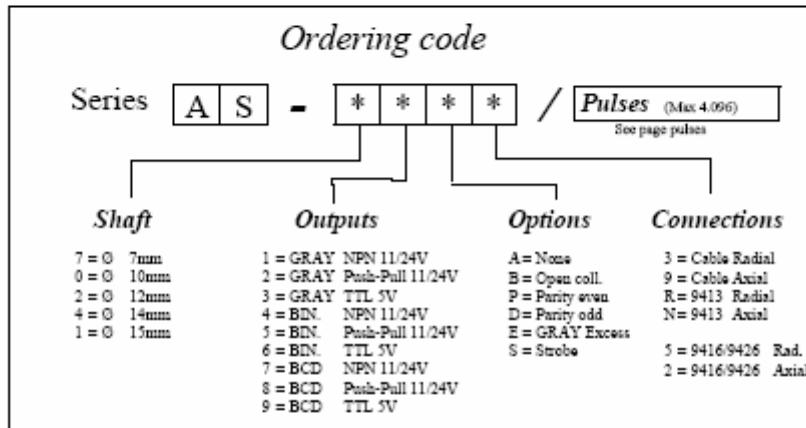 Ordering code
Series A S - * * * * / Pulses (Max 4.096)
See page pulses
Shaft
7 = Ø 7mm
0 = Ø 10mm
2 = Ø 12mm
4 = Ø 14mm
1 = Ø 15mm
Outputs
1 = GRAY NPN 11/24V
2 = GRAY Push-Pull 11/24V
3 = GRAY TTL 5V
4 = BIN. NPN 11/24V
5 = BIN. Push-Pull 11/24V
6 = BIN. TTL 5V
7 = BCD NPN 11/24V
8 = BCD Push-Pull 11/24V
9 = BCD TTL 5V
Options
A= None
B= Open coll.
P= Parity even
D= Parity odd
E= GRAY Excess
S= Strobe
Connections
3 = Cable Radial
9 = Cable Axial
R= 9413 Radial
N= 9413 Axial
5 = 9416/9426 Rad.
2 = 9416/9426 Axial